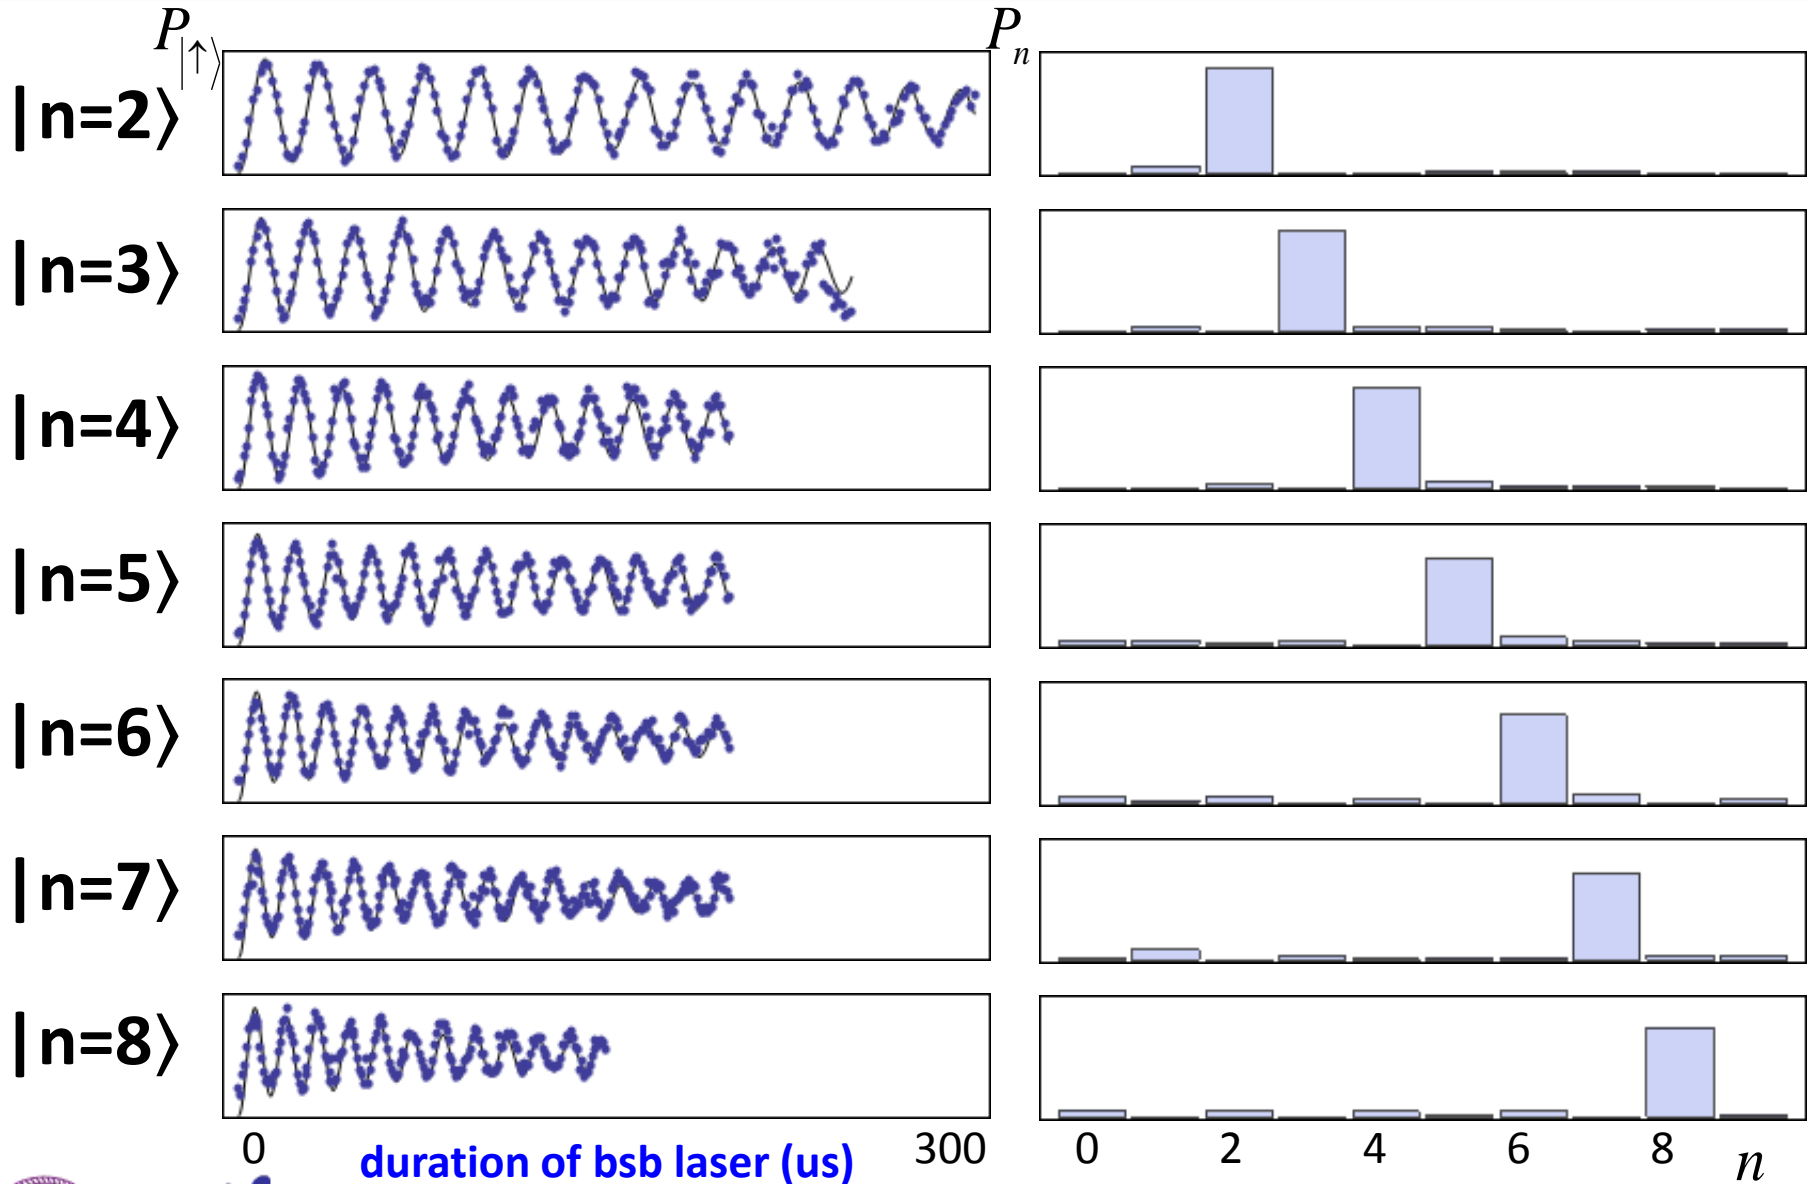 P|↑⟩
Pn
|n=2⟩
|n=3⟩
|n=4⟩
|n=5⟩
|n=6⟩
|n=7⟩
|n=8⟩
0 300 0 2 4 6 8 n
duration of bsb laser (us)